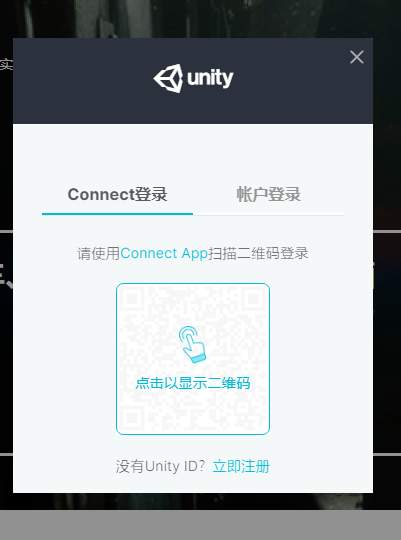 实
unity
Connect登录
帐户登录
请使用Connect App扫描二维码登录
点击以显示二维码
没有Unity ID? 立即注册